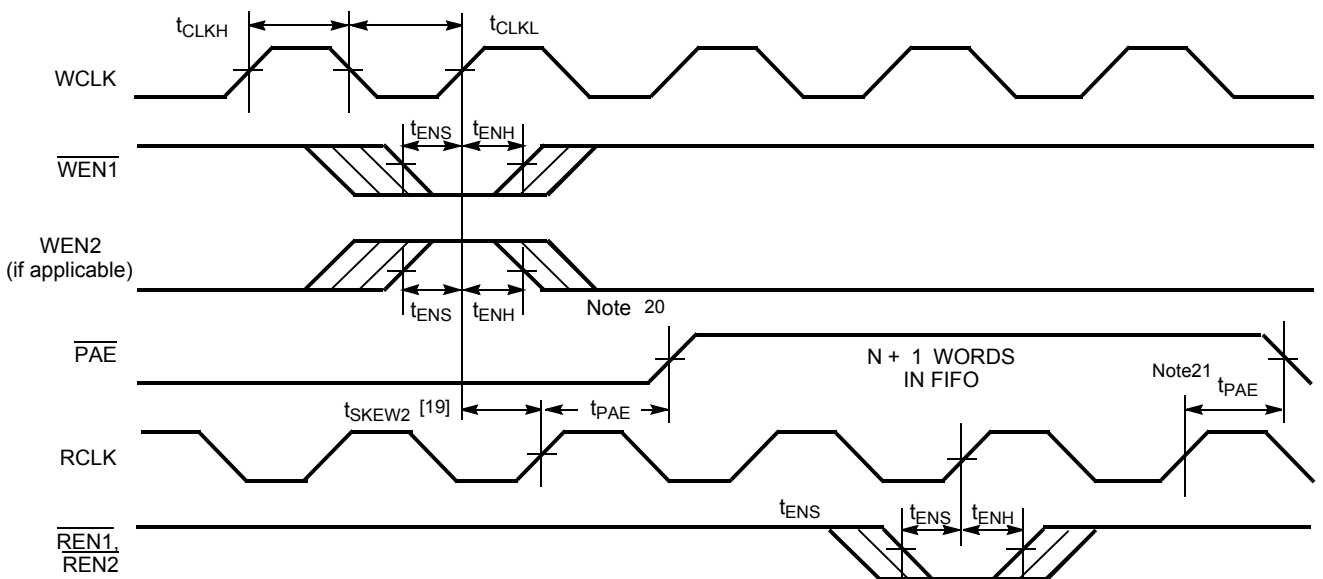 tCLKH
tCLKL
WCLK
tENS
tENH
WEN1
WEN2
(if applicable)
tENS
tENH
Note 20
PAE
N + 1 WORDS
IN FIFO
Note21
tPAE
tSKEW2 [19]
tPAE
RCLK
tENS
tENS
tENH
REN1,
REN2